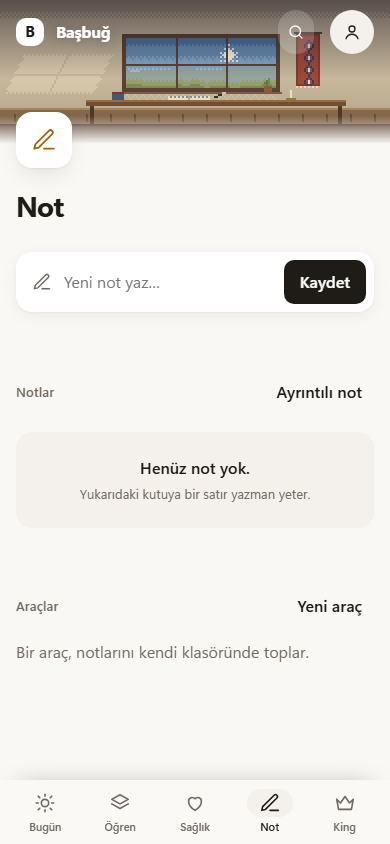 B
Başbuğ
Not
Yeni not yaz...
Kaydet
Notlar
Ayrıntılı not
Henüz not yok.
Yukarıdaki kutuya bir satır yazman yeter.
Araçlar
Yeni araç
Bir araç, notlarını kendi klasöründe toplar.
Bugün
Öğren
Sağlık
Not
King